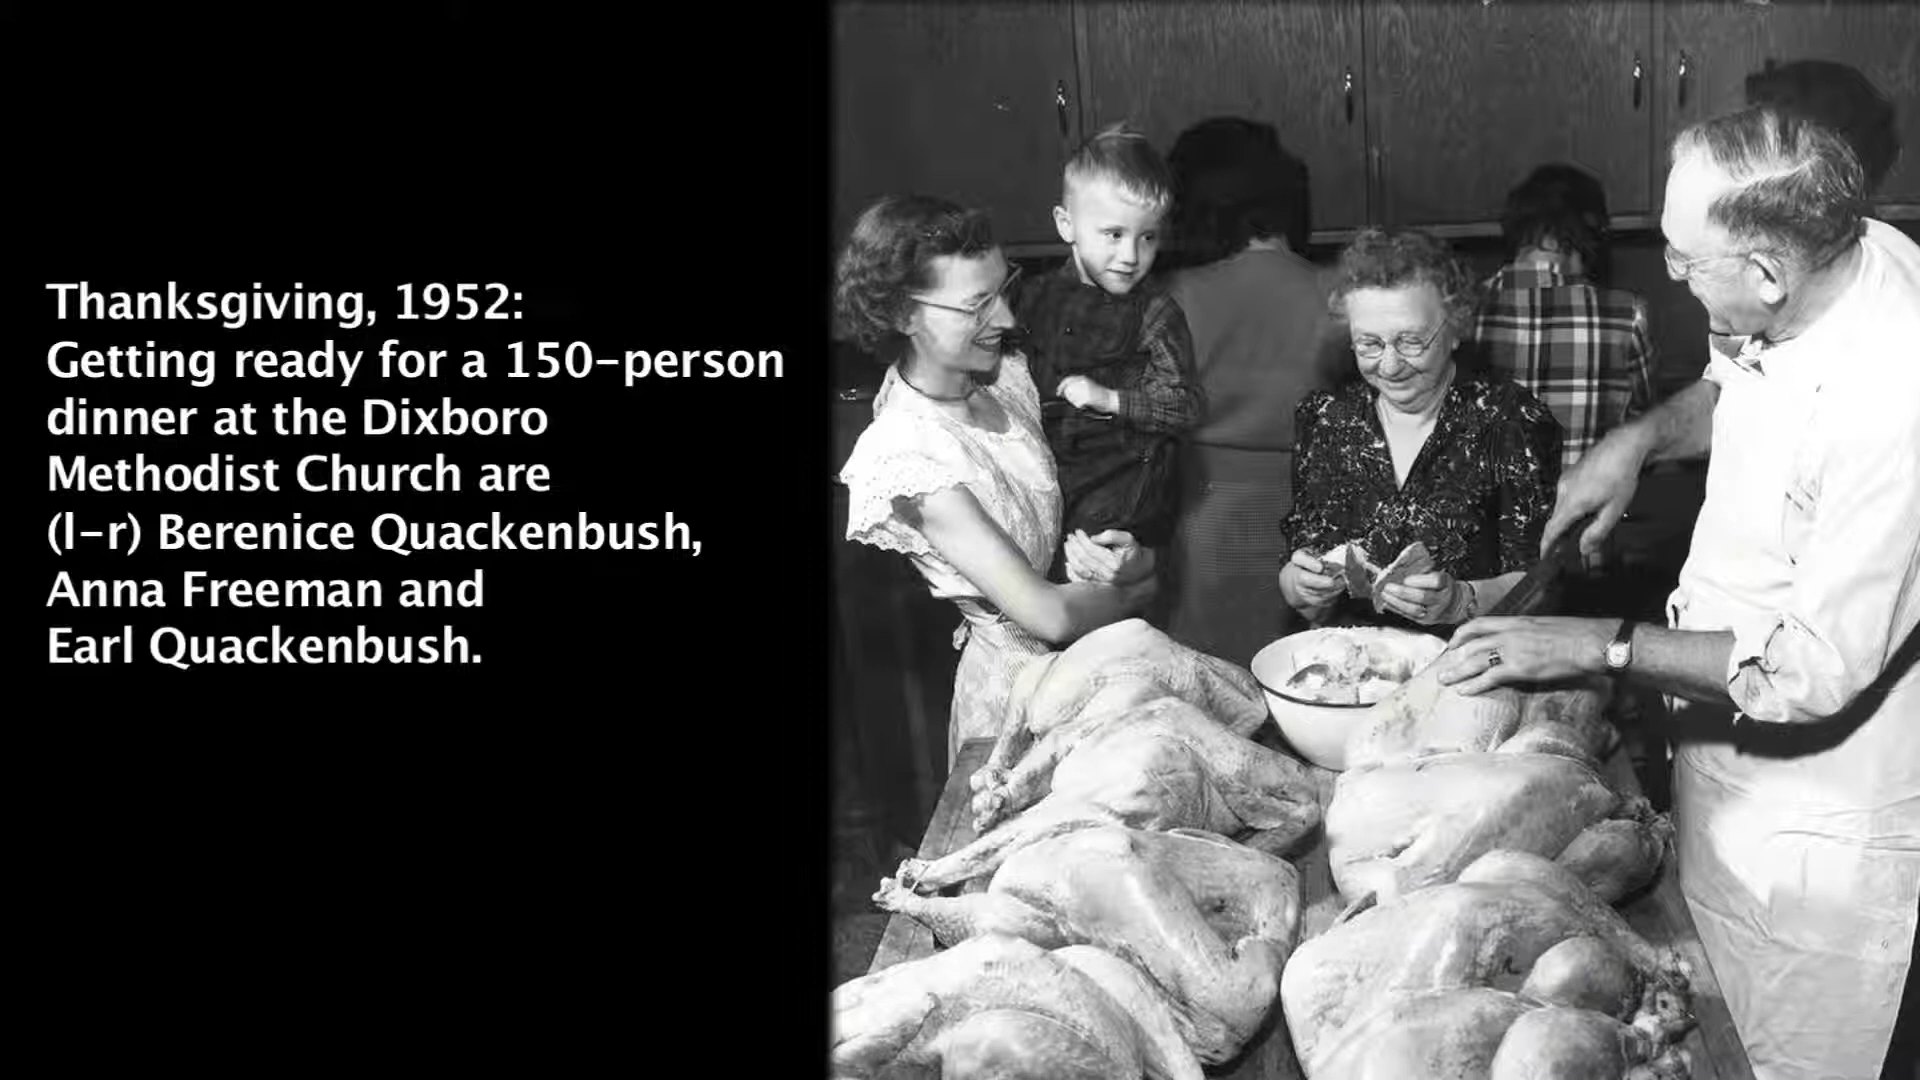 Thanksgiving, 1952:
Getting ready for a 150-person
dinner at the Dixboro
Methodist Church are
(l-r) Berenice Quackenbush,
Anna Freeman and
Earl Quackenbush.